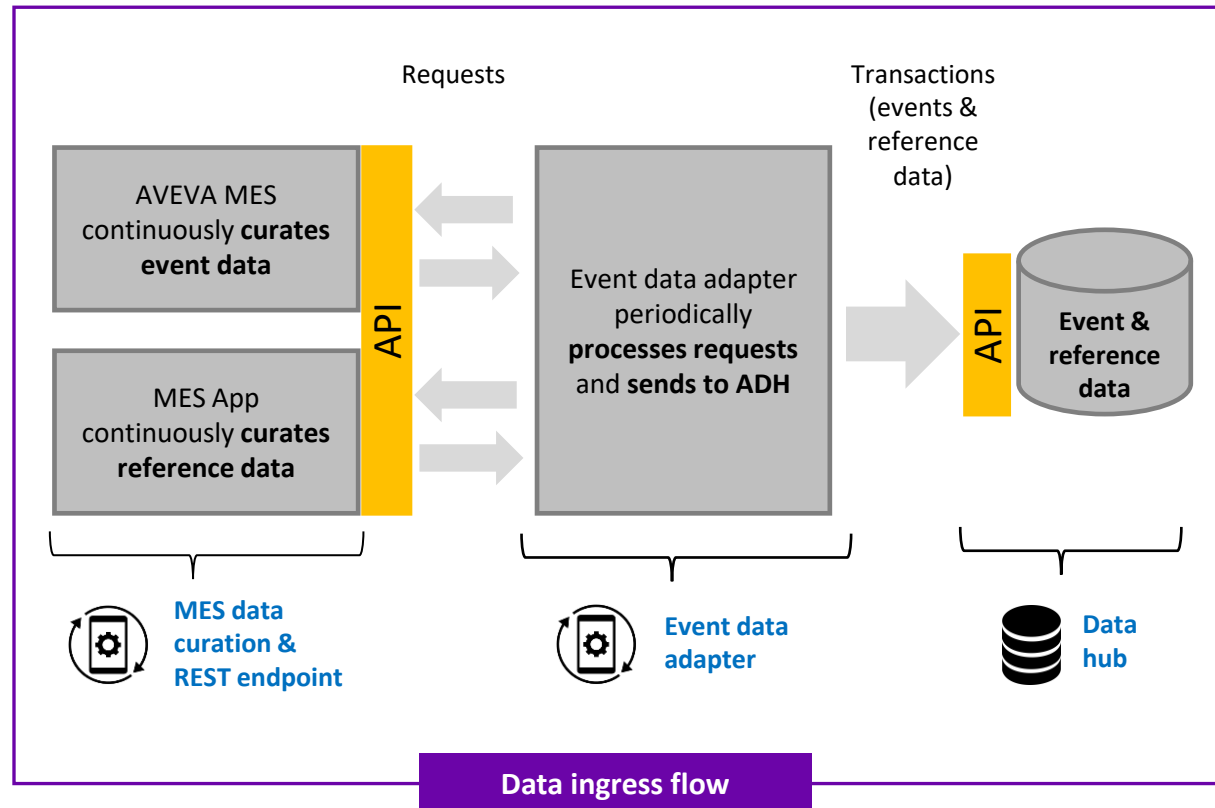 Requests
Transactions
(events &
reference
data)
AVEVA MES
continuously curates
event data
MES App
continuously curates
reference data
API
Event data adapter
periodically
processes requests
and sends to ADH
API
Event &
reference
data
MES data
curation &
REST endpoint
Event data
adapter
Data
hub
Data ingress flow